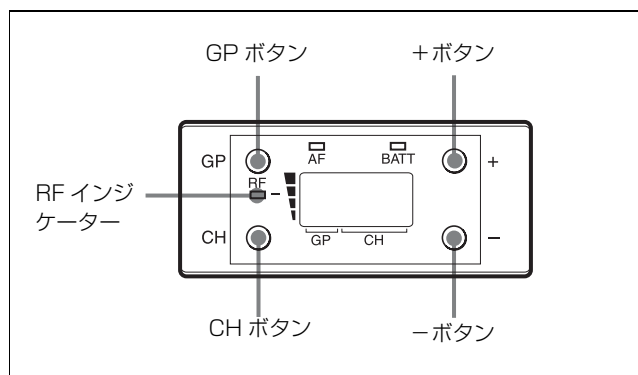 GP ボタン
＋ボタン
GP
AF
BATT
+
RF
RF インジ
ケーター
CH
GP
CH
−
CH ボタン
−ボタン